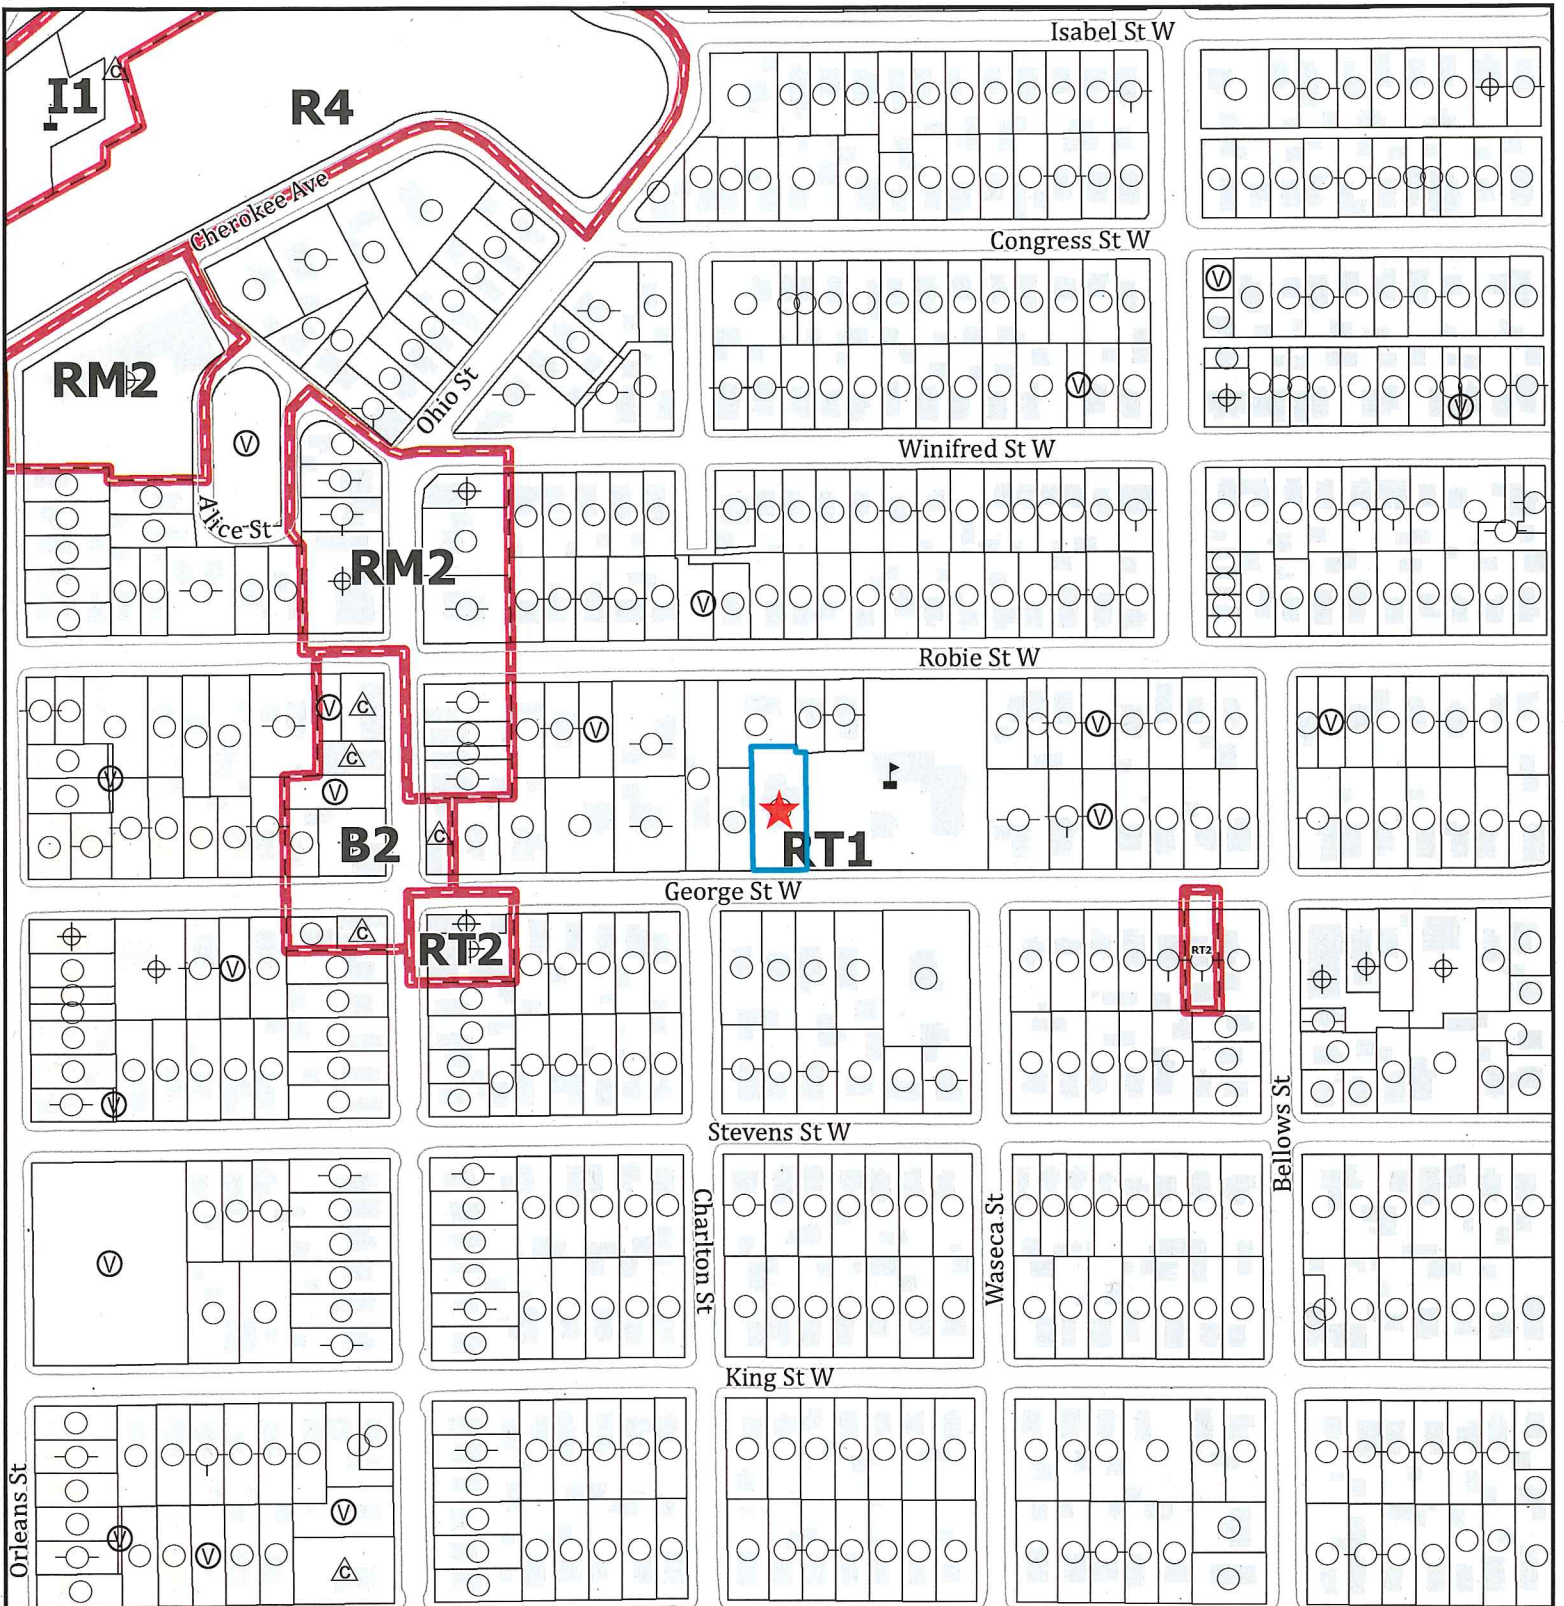 Isabel St W
I1
C
R4
Cherokee Ave
Congress St W
V
RM2
Ohio St
V
V
V
Winifred St W
Alice St
RM2
V
Robie St W
V
C
V
V
V
C
V
V
B2
C
RT1
V
George St W
C
RT2
RT2
V
V
Bellows St
Stevens St W
Charlton St
Waseca St
V
King St W
Orleans St
V
V
V
C